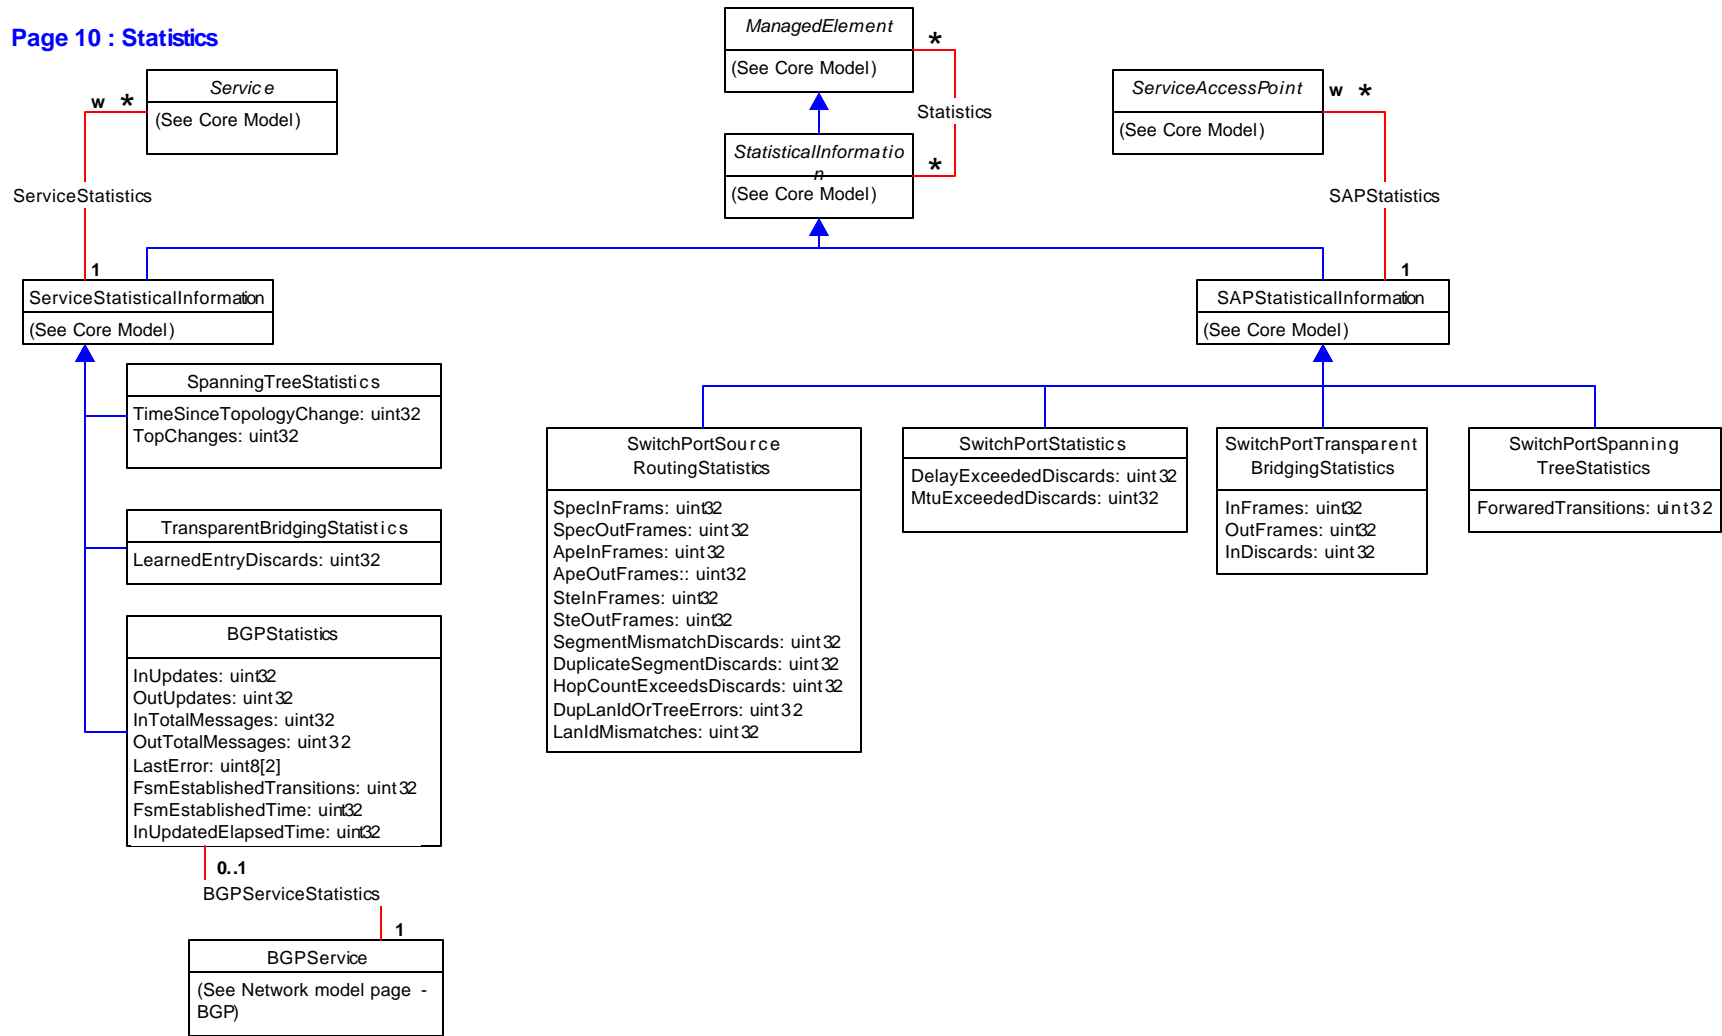 Page 10 : Statistics
ManagedElement
(See Core Model)
*
Statistics
*
StatisticalInformatio
n
(See Core Model)
Service
(See Core Model)
w *
ServiceStatistics
1
ServiceAccessPoint
(See Core Model)
w *
SAPStatistics
1
ServiceStatisticalInformation
(See Core Model)
SAPStatisticalInformation
(See Core Model)
SpanningTreeStatistics
TimeSinceTopologyChange: uint32
TopChanges: uint32
TransparentBridgingStatistics
LearnedEntryDiscards: uint32
BGPStatistics
InUpdates: uint32
OutUpdates: uint32
InTotalMessages: uint32
OutTotalMessages: uint32
LastError: uint8[2]
FsmEstablishedTransitions: uint32
FsmEstablishedTime: uint32
InUpdatedElapsedTime: uint32
0..1
BGPServiceStatistics
1
BGPService
(See Network model page -
BGP)
SwitchPortSource
RoutingStatistics
SpecInFrams: uint32
SpecOutFrames: uint32
ApeInFrames: uint32
ApeOutFrames:: uint32
SteInFrames: uint32
SteOutFrames: uint32
SegmentMismatchDiscards: uint32
DuplicateSegmentDiscards: uint32
HopCountExceedsDiscards: uint32
DupLanIdOrTreeErrors: uint32
LanIdMismatches: uint32
SwitchPortStatistics
DelayExceededDiscards: uint32
MtuExceededDiscards: uint32
SwitchPortTransparent
BridgingStatistics
InFrames: uint32
OutFrames: uint32
InDiscards: uint32
SwitchPortSpanning
TreeStatistics
ForwaredTransitions: uint32